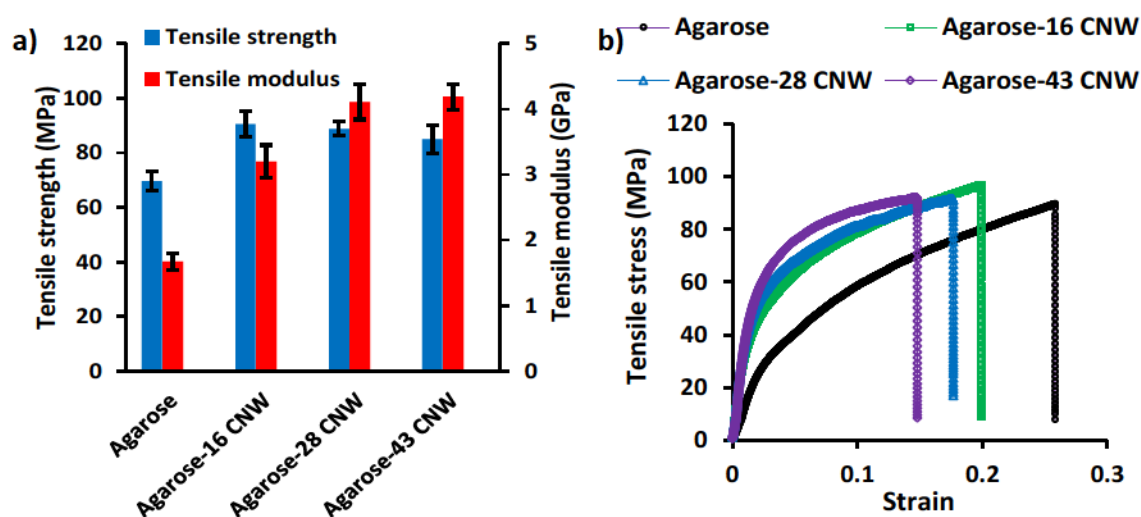 a)
Tensile strength
Tensile modulus
Tensile strength (MPa)
120
100
80
60
40
20
0
5
4
3
2
1
0
Tensile modulus (GPa)
Agarose
Agarose-16 CNW
Agarose-28 CNW
Agarose-43 CNW
b)
Agarose
Agarose-16 CNW
Agarose-28 CNW
Agarose-43 CNW
Tensile stress (MPa)
120
100
80
60
40
20
0
0
0.1
0.2
0.3
Strain